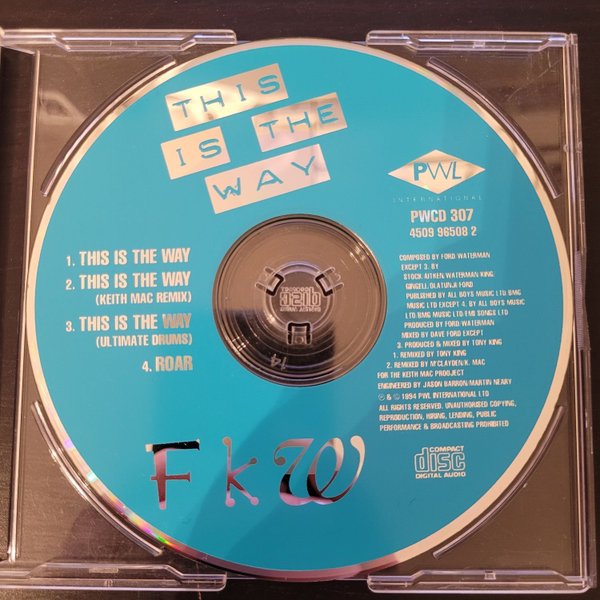 THIS
IS THE
WAY
PWL
INTERNATIONAL
PWCD 307
4509 96508 2
1. THIS IS THE WAY
2. THIS IS THE WAY
(KEITH MAC REMIX)
3. THIS IS THE WAY
(ULTIMATE DRUMS)
4. ROAR
COMPOSED BY FORD WATERMAN
EXCEPT 3. BY
STOCK.AITKEN.WATERMAN.KING.
GINGELL.OLATUNJI.FORD
PUBLISHED BY ALL BOYS MUSIC LTD BMG
MUSIC LTD EXCEPT 4. BY ALL BOYS MUSIC
LTD.BMG MUSIC LTD EMI SONGS LTD
PRODUCED BY FORD/WATERMAN
MIXED BY DAVE FORD EXCEPT
3. PRODUCED & MIXED BY TONY KING
1. REMIXED BY TONY KING
2. REMIXED BY M'CLAYDEN/K. MAC
FOR THE KEITH MAC PROOJECT
ENGINEERED BY JASON BARRON/MARTIN NEARY
℗ & © 1994 PWL INTERNATIONAL LTD
ALL RIGHTS RESERVED. UNAUTHORISED COPYING,
REPRODUCTION, HIRING, LENDING, PUBLIC
PERFORMANCE & BROADCASTING PROHIBITED
COMPACT
disc
DIGITAL AUDIO
14
F k W